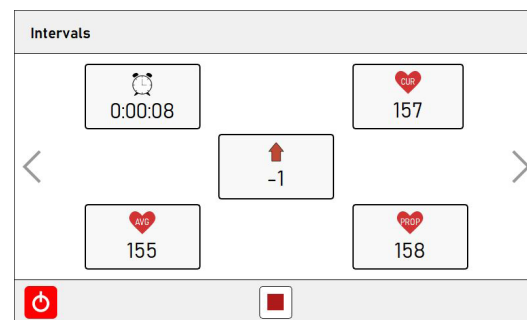 Intervals
0:00:08
CUR
157
-1
AVG
155
PROP
158